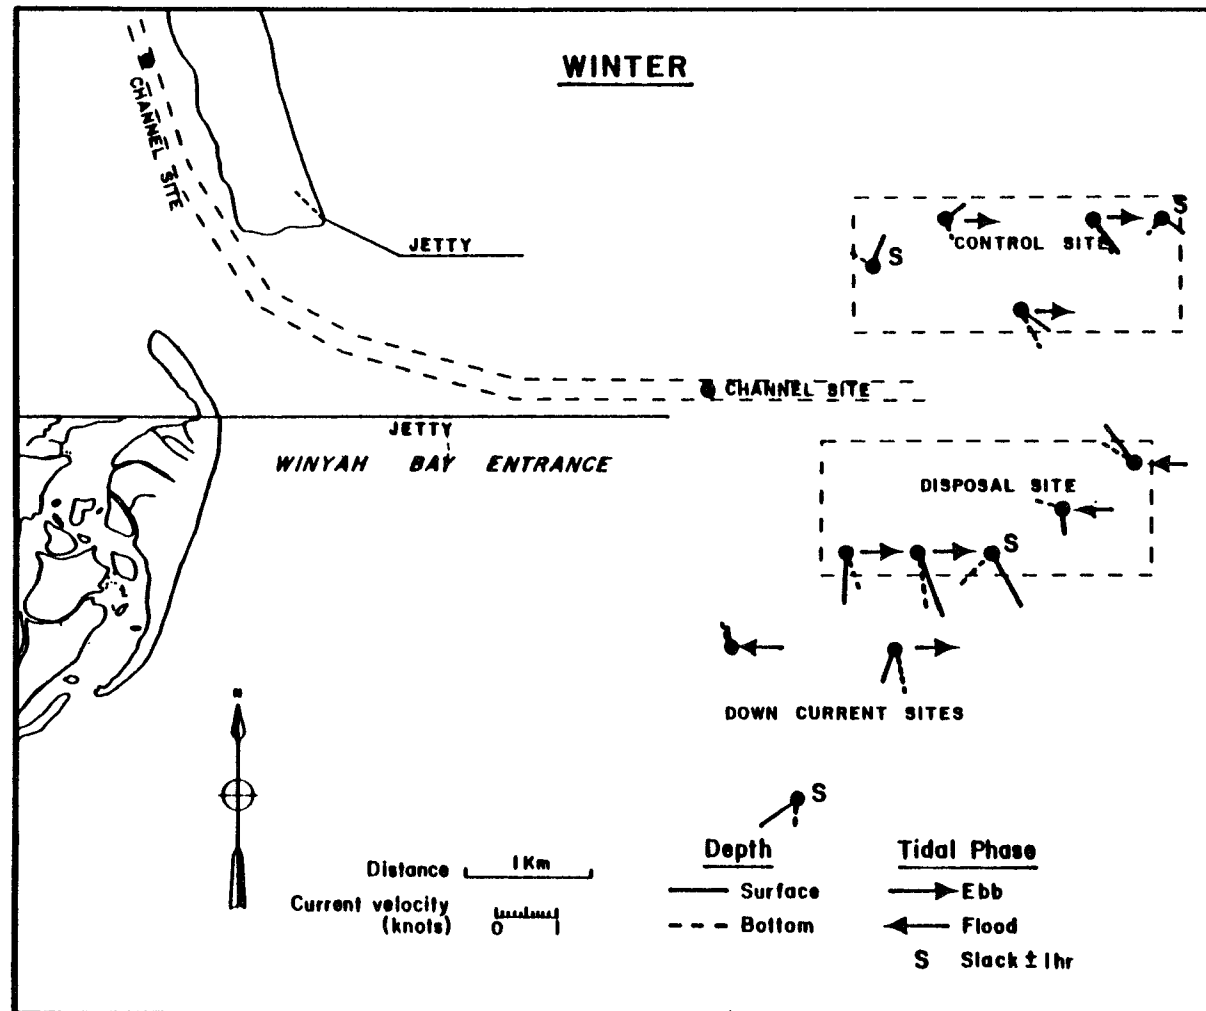 WINTER
CHANNEL SITE
S
JETTY
CONTROL SITE
S
CHANNEL SITE
JETTY
WINYAH BAY ENTRANCE
DISPOSAL SITE
S
N
DOWN CURRENT SITES
S
Depth Tidal Phase
Distance 1Km
Surface Ebb
Current velocity
(knots) 0 1
Bottom Flood
S Slack ± 1hr